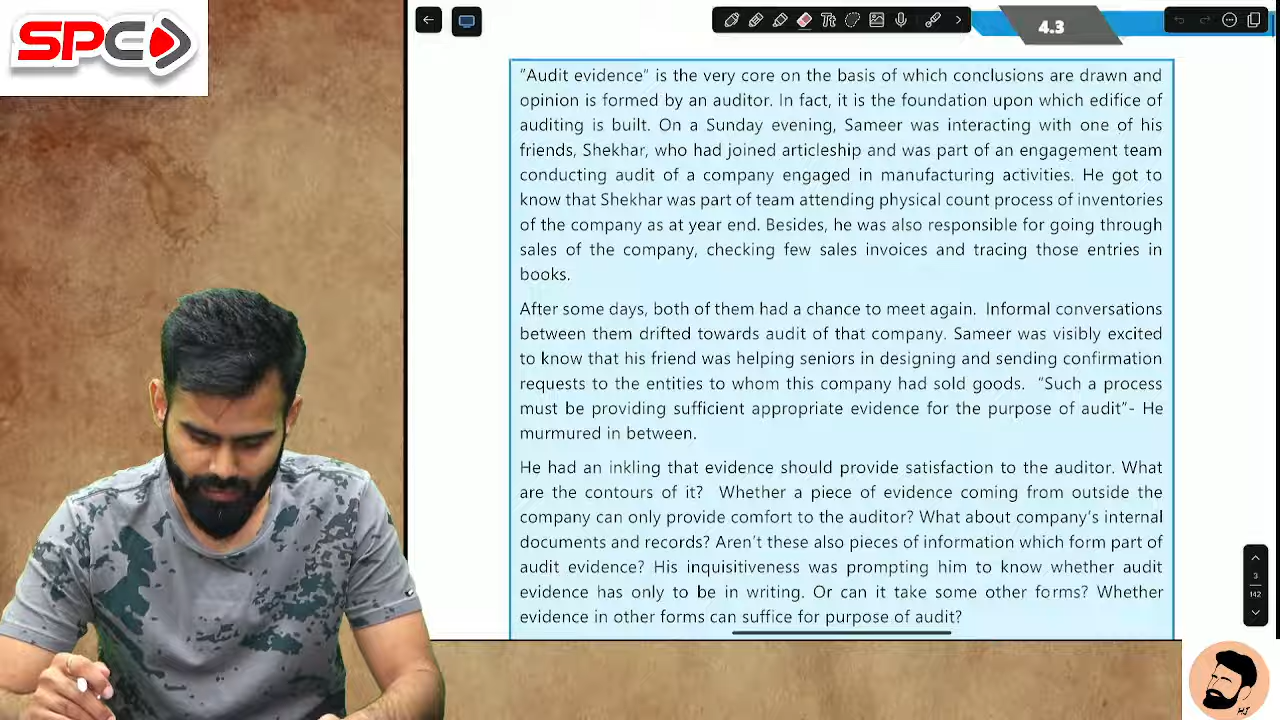 SPC
4.3
"Audit evidence" is the very core on the basis of which conclusions are drawn and
opinion is formed by an auditor. In fact, it is the foundation upon which edifice of
auditing is built. On a Sunday evening, Sameer was interacting with one of his
friends, Shekhar, who had joined articleship and was part of an engagement team
conducting audit of a company engaged in manufacturing activities. He got to
know that Shekhar was part of team attending physical count process of inventories
of the company as at year end. Besides, he was also responsible for going through
sales of the company, checking few sales invoices and tracing those entries in
books.
After some days, both of them had a chance to meet again. Informal conversations
between them drifted towards audit of that company. Sameer was visibly excited
to know that his friend was helping seniors in designing and sending confirmation
requests to the entities to whom this company had sold goods. "Such a process
must be providing sufficient appropriate evidence for the purpose of audit"- He
murmured in between.
He had an inkling that evidence should provide satisfaction to the auditor. What
are the contours of it? Whether a piece of evidence coming from outside the
company can only provide comfort to the auditor? What about company's internal
documents and records? Aren't these also pieces of information which form part of
audit evidence? His inquisitiveness was prompting him to know whether audit
evidence has only to be in writing. Or can it take some other forms? Whether
evidence in other forms can suffice for purpose of audit?
3
142
HJ